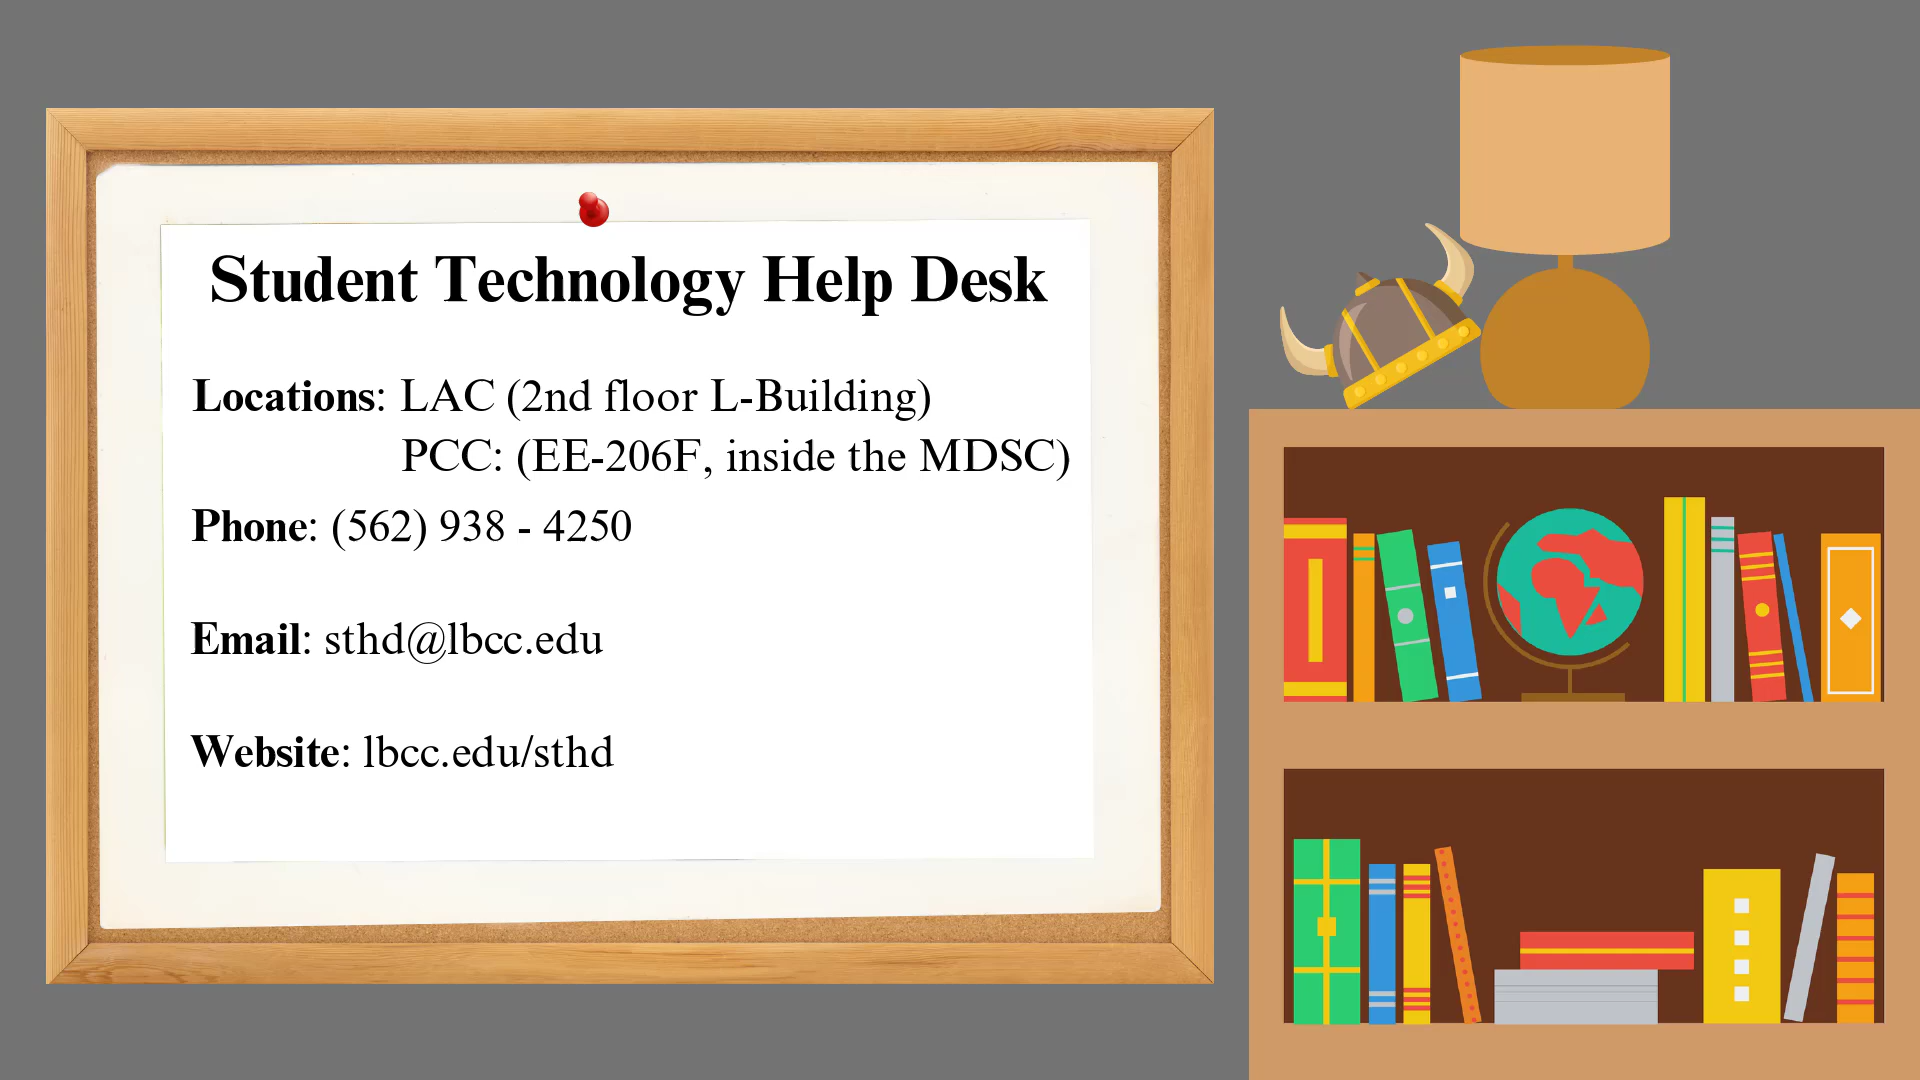 Student Technology Help Desk
Locations: LAC (2nd floor L-Building)
PCC: (EE-206F, inside the MDSC)
Phone: (562) 938 - 4250
Email: sthd@lbcc.edu
Website: lbcc.edu/sthd